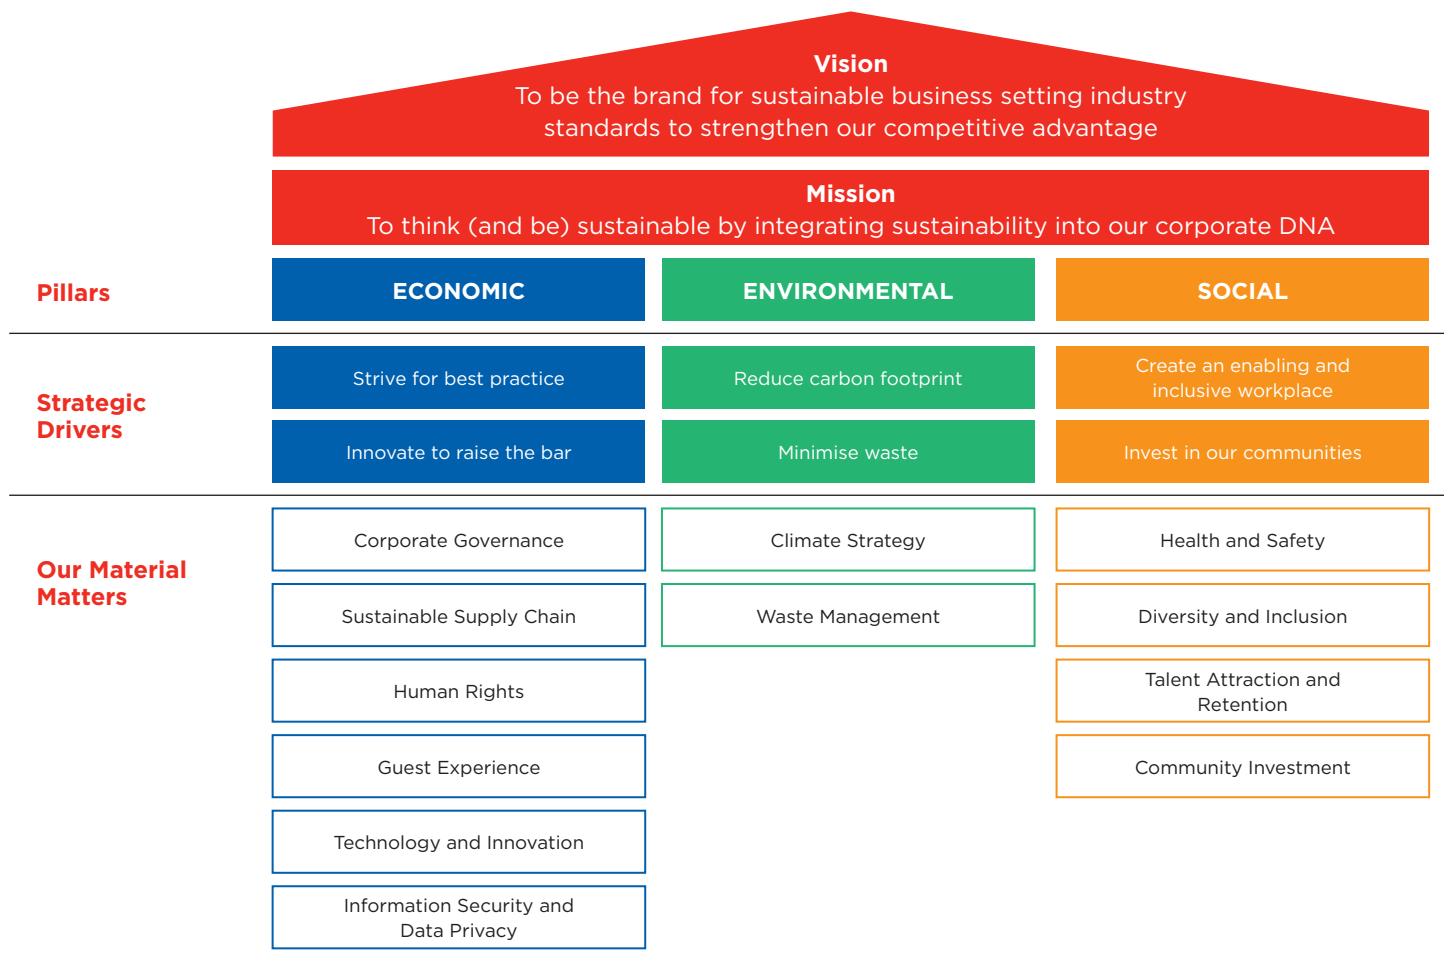 Vision
To be the brand for sustainable business setting industry
standards to strengthen our competitive advantage
Mission
To think (and be) sustainable by integrating sustainability into our corporate DNA
Pillars
ECONOMIC
ENVIRONMENTAL
SOCIAL
Strategic
Drivers
Strive for best practice
Reduce carbon footprint
Create an enabling and
inclusive workplace
Innovate to raise the bar
Minimise waste
Invest in our communities
Our Material
Matters
Corporate Governance
Climate Strategy
Health and Safety
Sustainable Supply Chain
Waste Management
Diversity and Inclusion
Human Rights
Talent Attraction and
Retention
Guest Experience
Community Investment
Technology and Innovation
Information Security and
Data Privacy